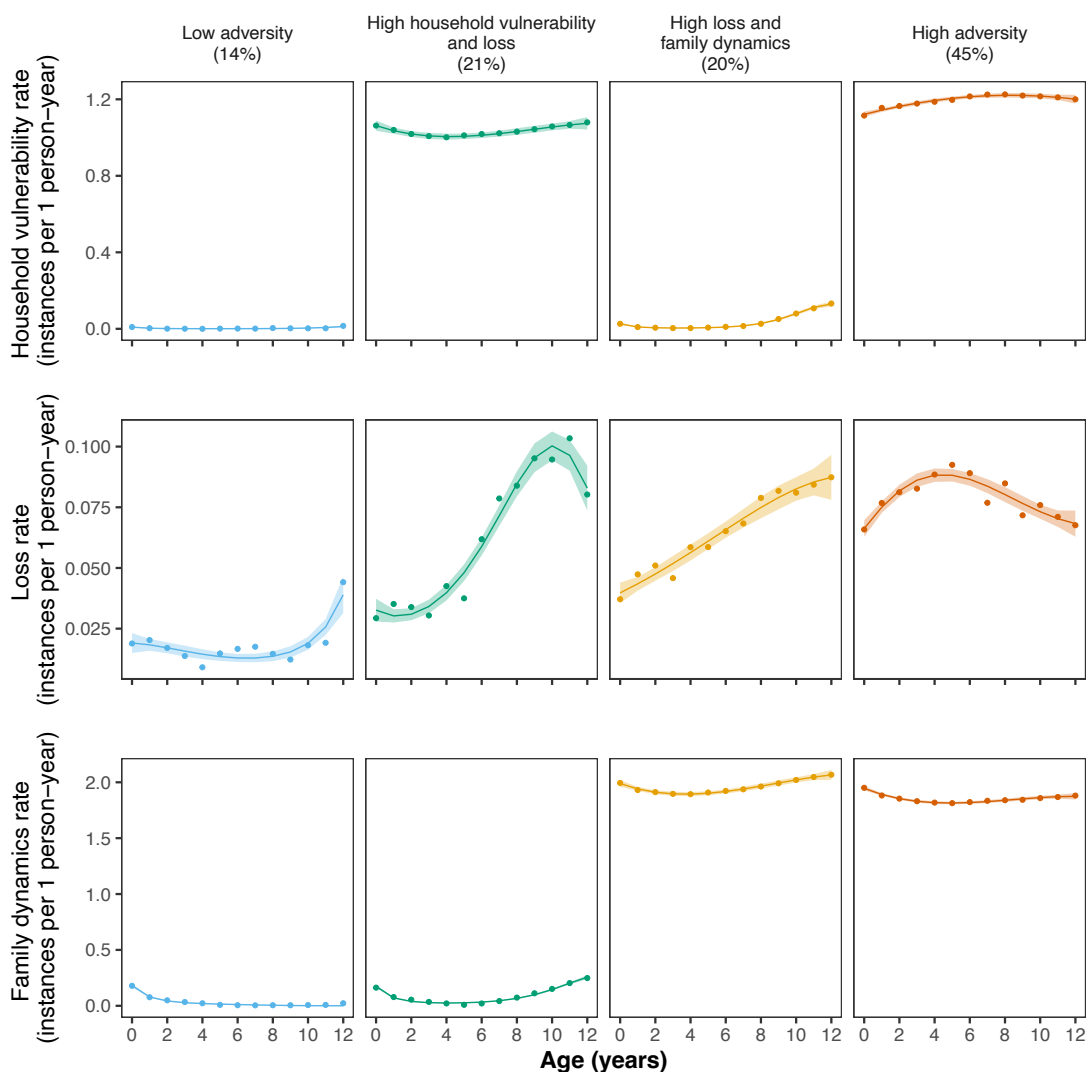 Low adversity
(14%)
High household vulnerability
and loss
(21%)
High loss and
family dynamics
(20%)
High adversity
(45%)
Household vulnerability rate
(instances per 1 person−year)
1.2
0.8
0.4
0.0
Loss rate
(instances per 1 person−year)
0.100
0.075
0.050
0.025
Family dynamics rate
(instances per 1 person−year)
2.0
1.5
1.0
0.5
0.0
0 2 4 6 8 10 12
0 2 4 6 8 10 12
0 2 4 6 8 10 12
0 2 4 6 8 10 12
Age (years)